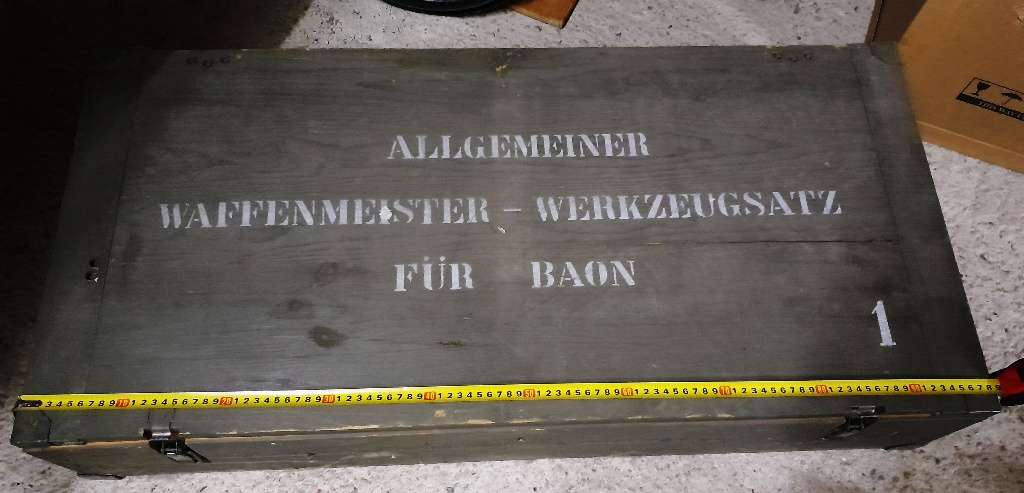 ALLGEMEINER
WAFFENMEISTER - WERKZEUGSATZ
FÜR BAON
1